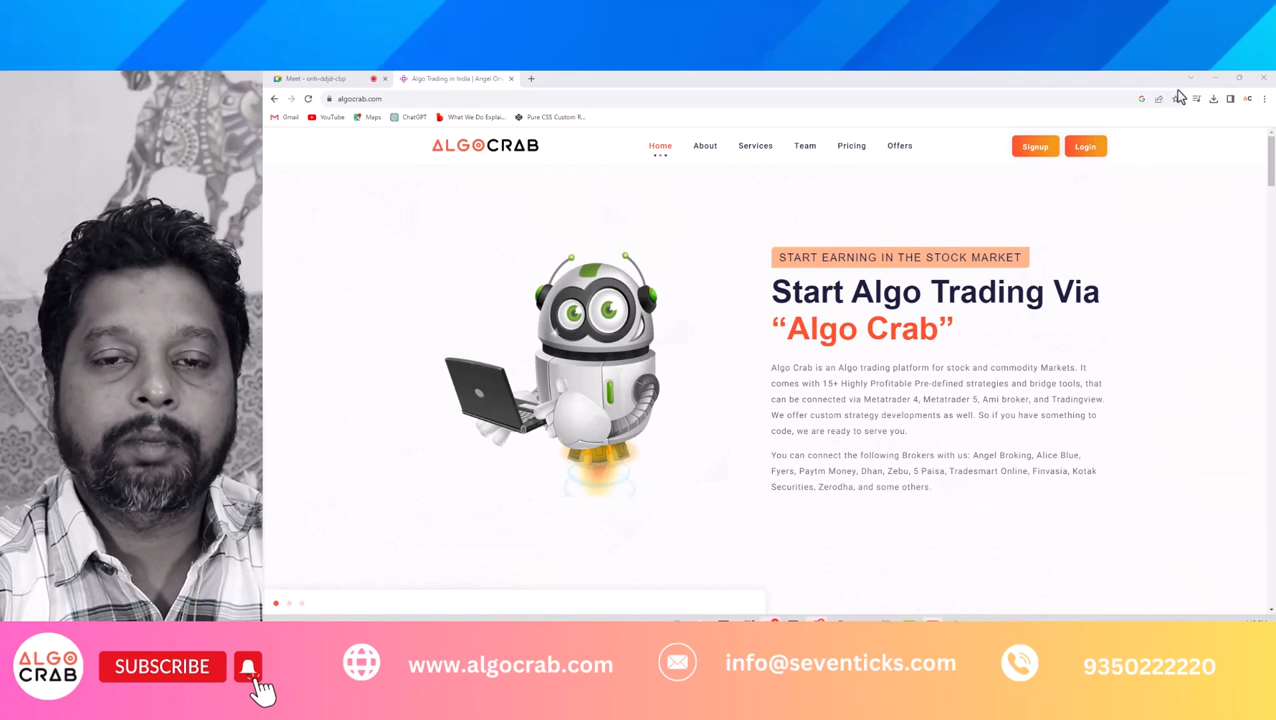 Meet - onh-ddjd-cbp
Algo Trading in India | Angel On
algocrab.com
Gmail YouTube Maps ChatGPT What We Do Explai... Pure CSS Custom R...
ALGOCRAB
Home About Services Team Pricing Offers
Signup Login
START EARNING IN THE STOCK MARKET
Start Algo Trading Via
“Algo Crab”
Algo Crab is an Algo trading platform for stock and commodity Markets. It
comes with 15+ Highly Profitable Pre-defined strategies and bridge tools, that
can be connected via Metatrader 4, Metatrader 5, Ami broker, and Tradingview.
We offer custom strategy developments as well. So if you have something to
code, we are ready to serve you.
You can connect the following Brokers with us: Angel Broking, Alice Blue,
Fyers, Paytm Money, Dhan, Zebu, 5 Paisa, Tradesmart Online, Finvasia, Kotak
Securities, Zerodha, and some others.
ALGO
CRAB
SUBSCRIBE
www.algocrab.com
info@seventicks.com
9350222220